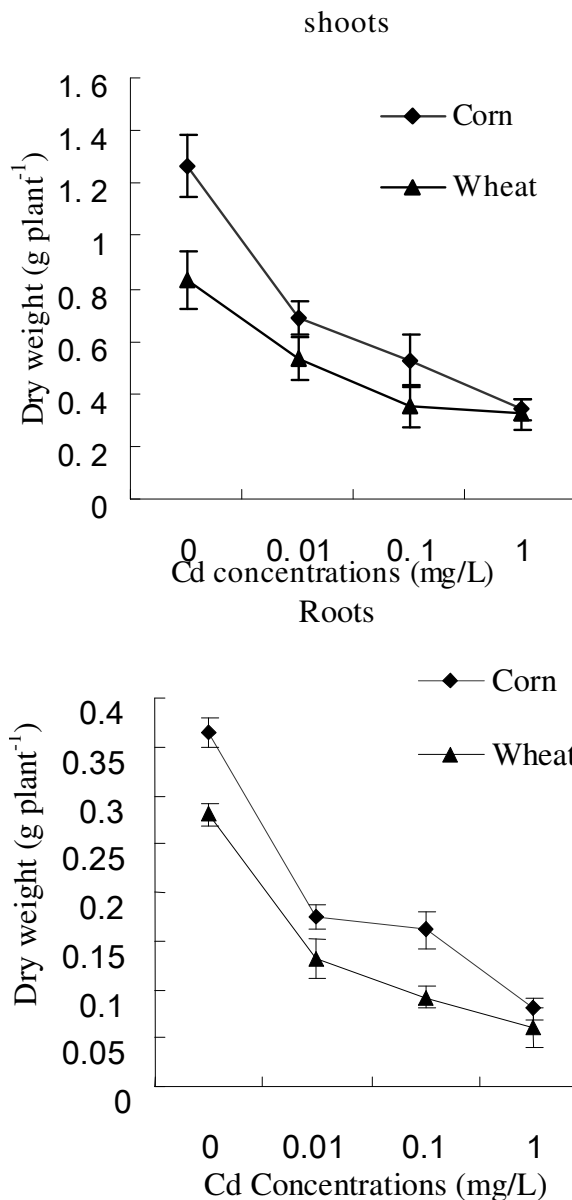 shoots
1. 6
1. 4
1. 2
1
0. 8
0. 6
0. 4
0. 2
0
Dry weight (g plant⁻¹)
Corn
Wheat
0 0. 01 0. 1 1
Cd concentrations (mg/L)
Roots
0.4
0.35
0.3
0.25
0.2
0.15
0.1
0.05
0
Dry weight (g plant⁻¹)
Corn
Wheat
0 0.01 0.1 1
Cd Concentrations (mg/L)